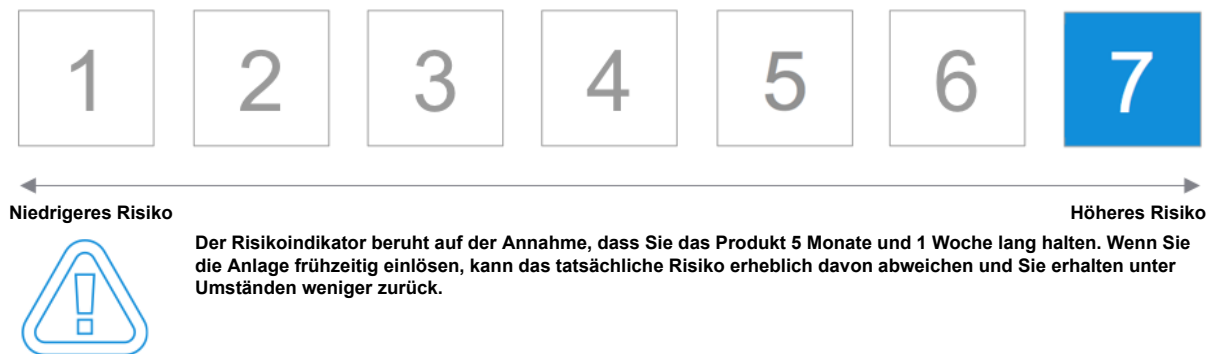 1 2 3 4 5 6 7
Niedrigeres Risiko Höheres Risiko
Der Risikoindikator beruht auf der Annahme, dass Sie das Produkt 5 Monate und 1 Woche lang halten. Wenn Sie
die Anlage frühzeitig einlösen, kann das tatsächliche Risiko erheblich davon abweichen und Sie erhalten unter
Umständen weniger zurück.